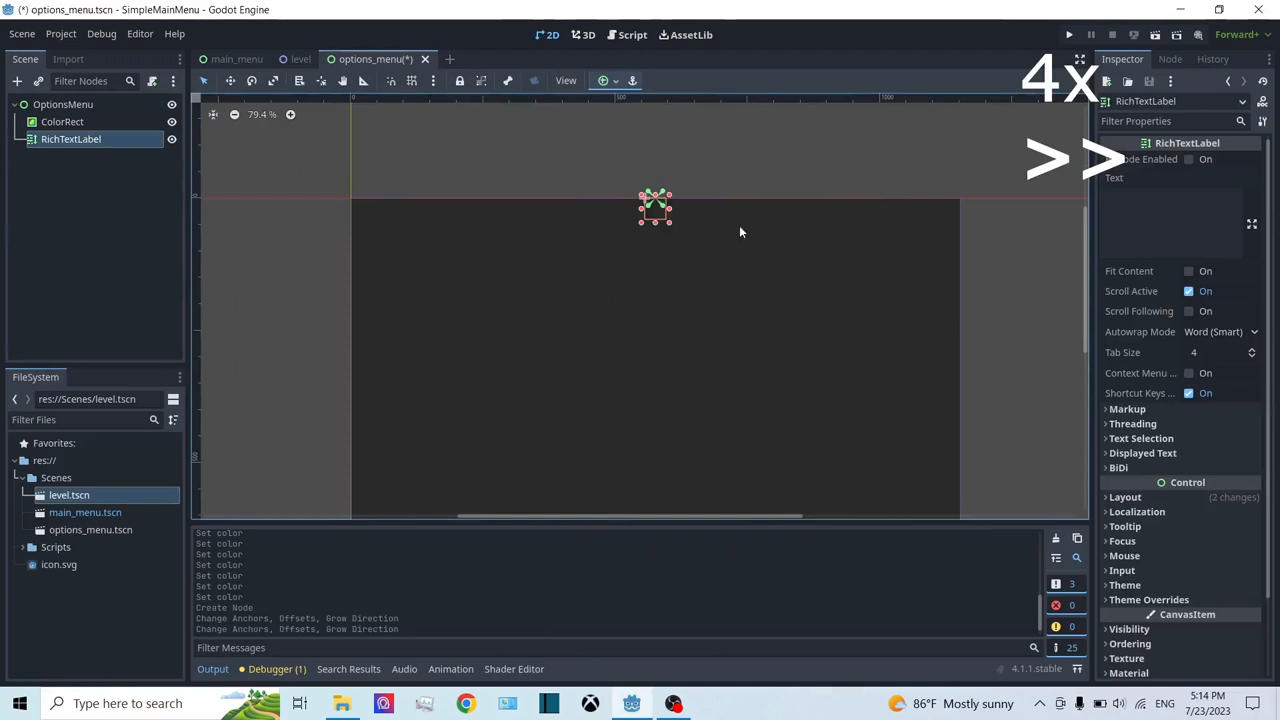 (*) options_menu.tscn - SimpleMainMenu - Godot Engine
Scene Project Debug Editor Help
2D 3D Script AssetLib
Forward+
Scene Import
main_menu level options_menu(*)
Inspector Node History
4x
>>
Filter Nodes
View
OptionsMenu
ColorRect
RichTextLabel
0 500 1000
79.4 %
0
500
RichTextLabel
Filter Properties
RichTextLabel
Enabled On
Text
Fit Content On
Scroll Active On
Scroll Following On
Autowrap Mode Word (Smart)
Tab Size 4
Context Menu ... On
Shortcut Keys ... On
Markup
Threading
Text Selection
Displayed Text
BiDi
Control
Layout (2 changes)
Localization
Tooltip
Focus
Mouse
Input
Theme
Theme Overrides
CanvasItem
Visibility
Ordering
Texture
Material
FileSystem
res://Scenes/level.tscn
Filter Files
Favorites:
res://
Scenes
level.tscn
main_menu.tscn
options_menu.tscn
Scripts
icon.svg
Set color
Set color
Set color
Set color
Set color
Set color
Set color
Create Node
Change Anchors, Offsets, Grow Direction
Change Anchors, Offsets, Grow Direction
3
0
0
25
Filter Messages
Output Debugger (1) Search Results Audio Animation Shader Editor
4.1.1.stable
Type here to search
86°F Mostly sunny
ENG
5:14 PM
7/23/2023